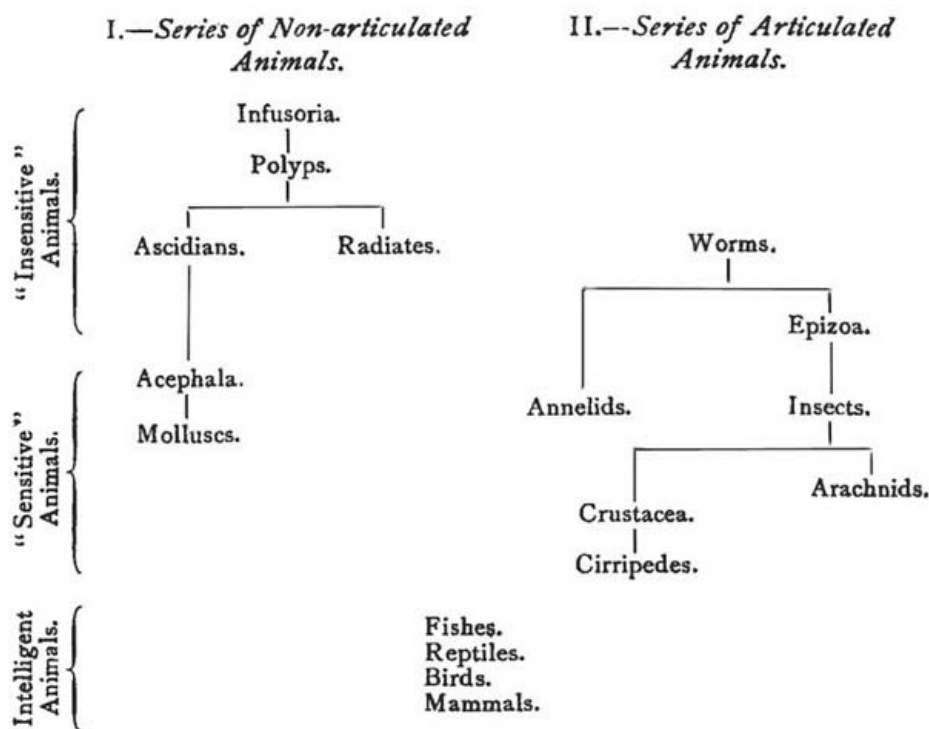 I.—Series of Non-articulated
Animals.
II.--Series of Articulated
Animals.
"Insensitive"
Animals.
Infusoria.
Polyps.
Ascidians.
Radiates.
Worms.
Epizoa.
"Sensitive"
Animals.
Acephala.
Molluscs.
Annelids.
Insects.
Arachnids.
Crustacea.
Cirripedes.
Intelligent
Animals.
Fishes.
Reptiles.
Birds.
Mammals.